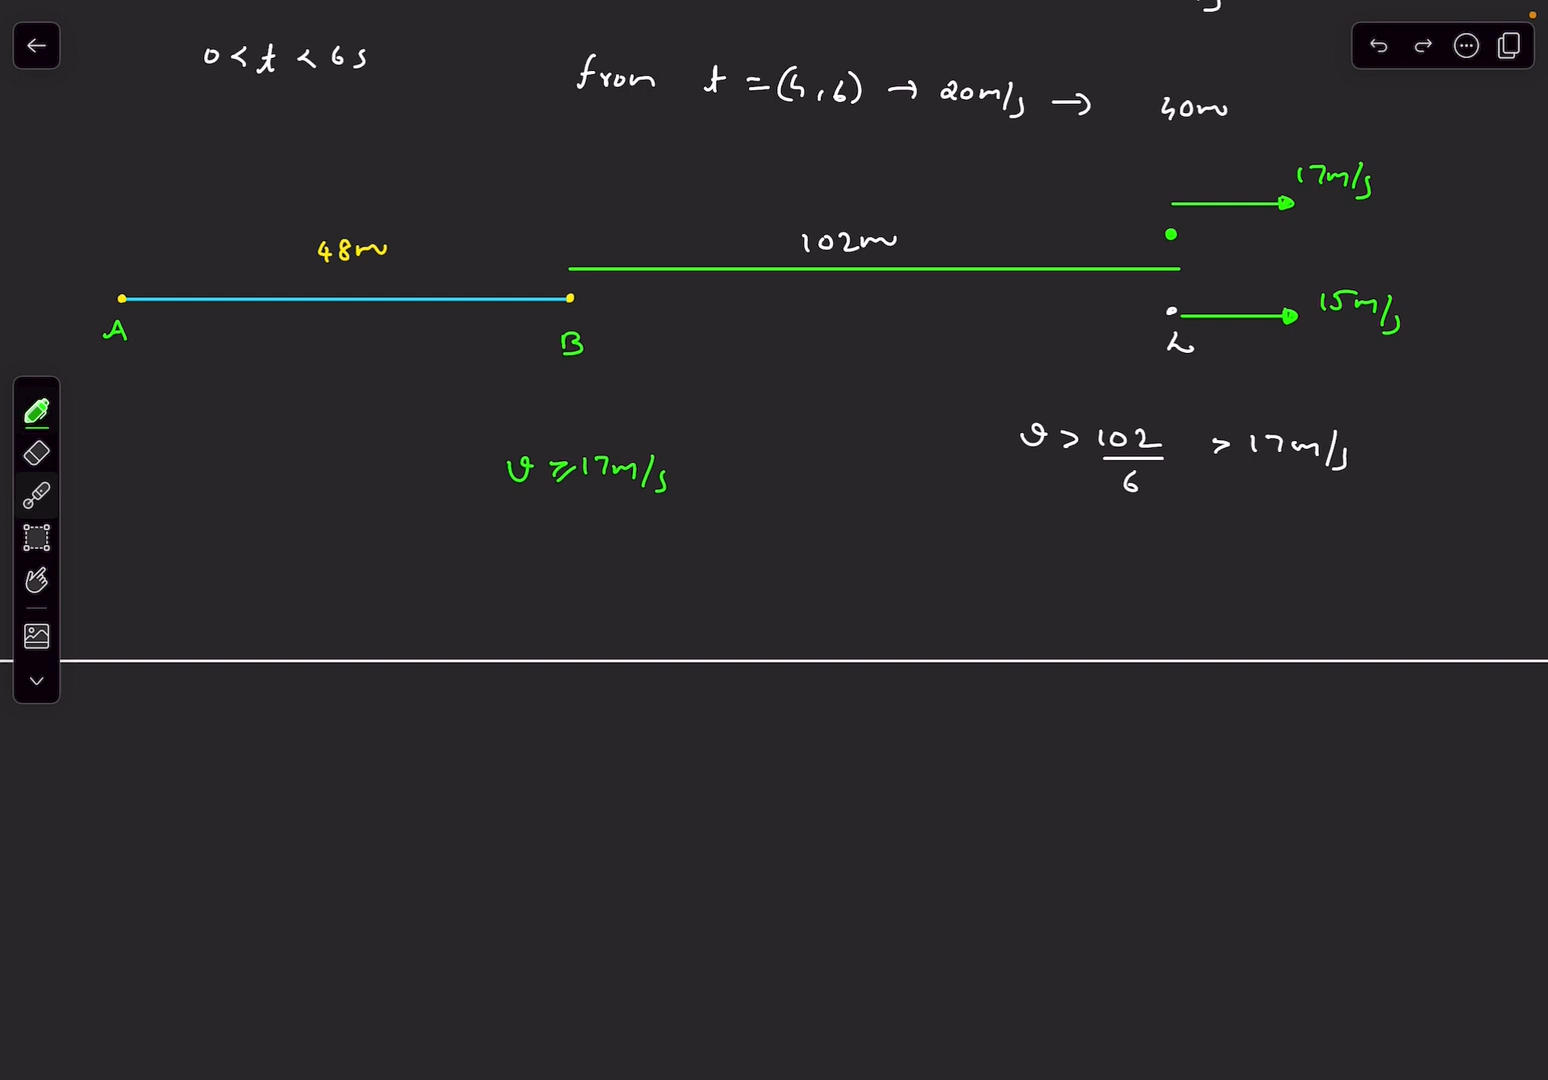 0 < t < 6 s
from t = (4, 6) → 20m/s → 40m
17m/s
48m
102m
15m/s
A
B
L
v > 102/6 > 17m/s
v ≥ 17m/s